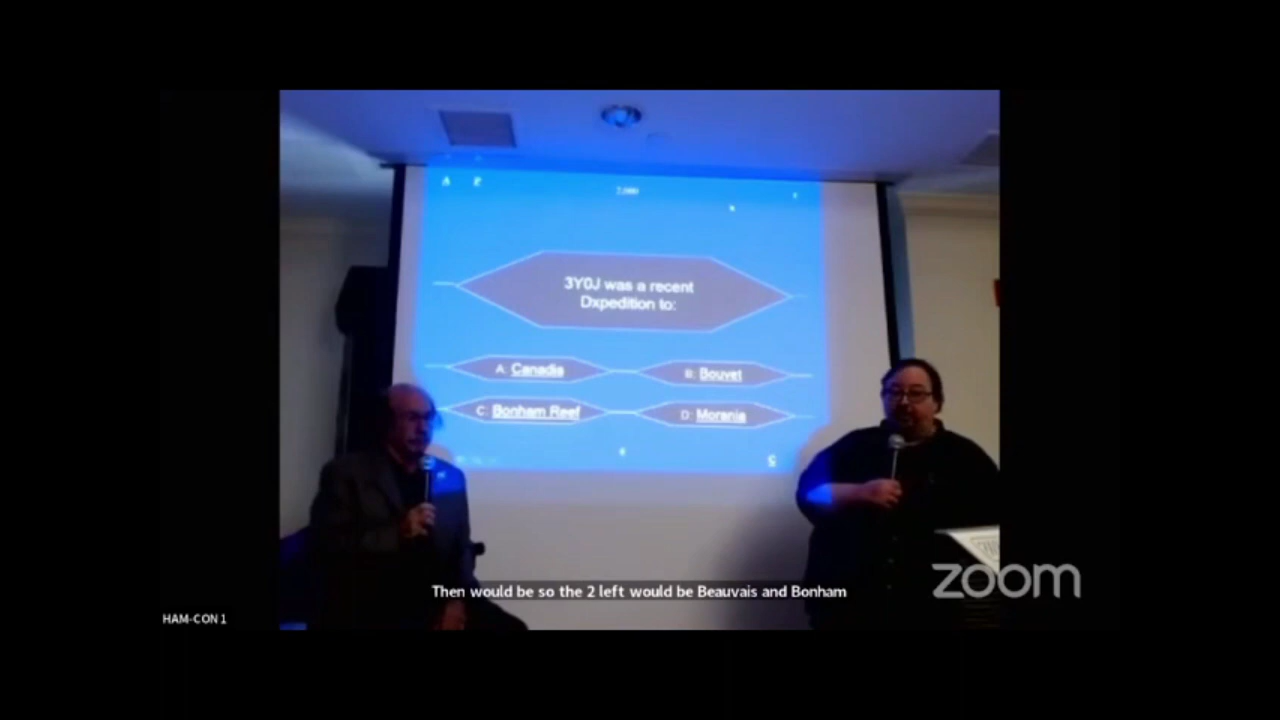 3Y0J was a recent
Dxpedition to:
A: Canadia
B: Bouvet
C: Bonham Reef
D: Morania
Then would be so the 2 left would be Beauvais and Bonham
zoom
HAM-CON 1